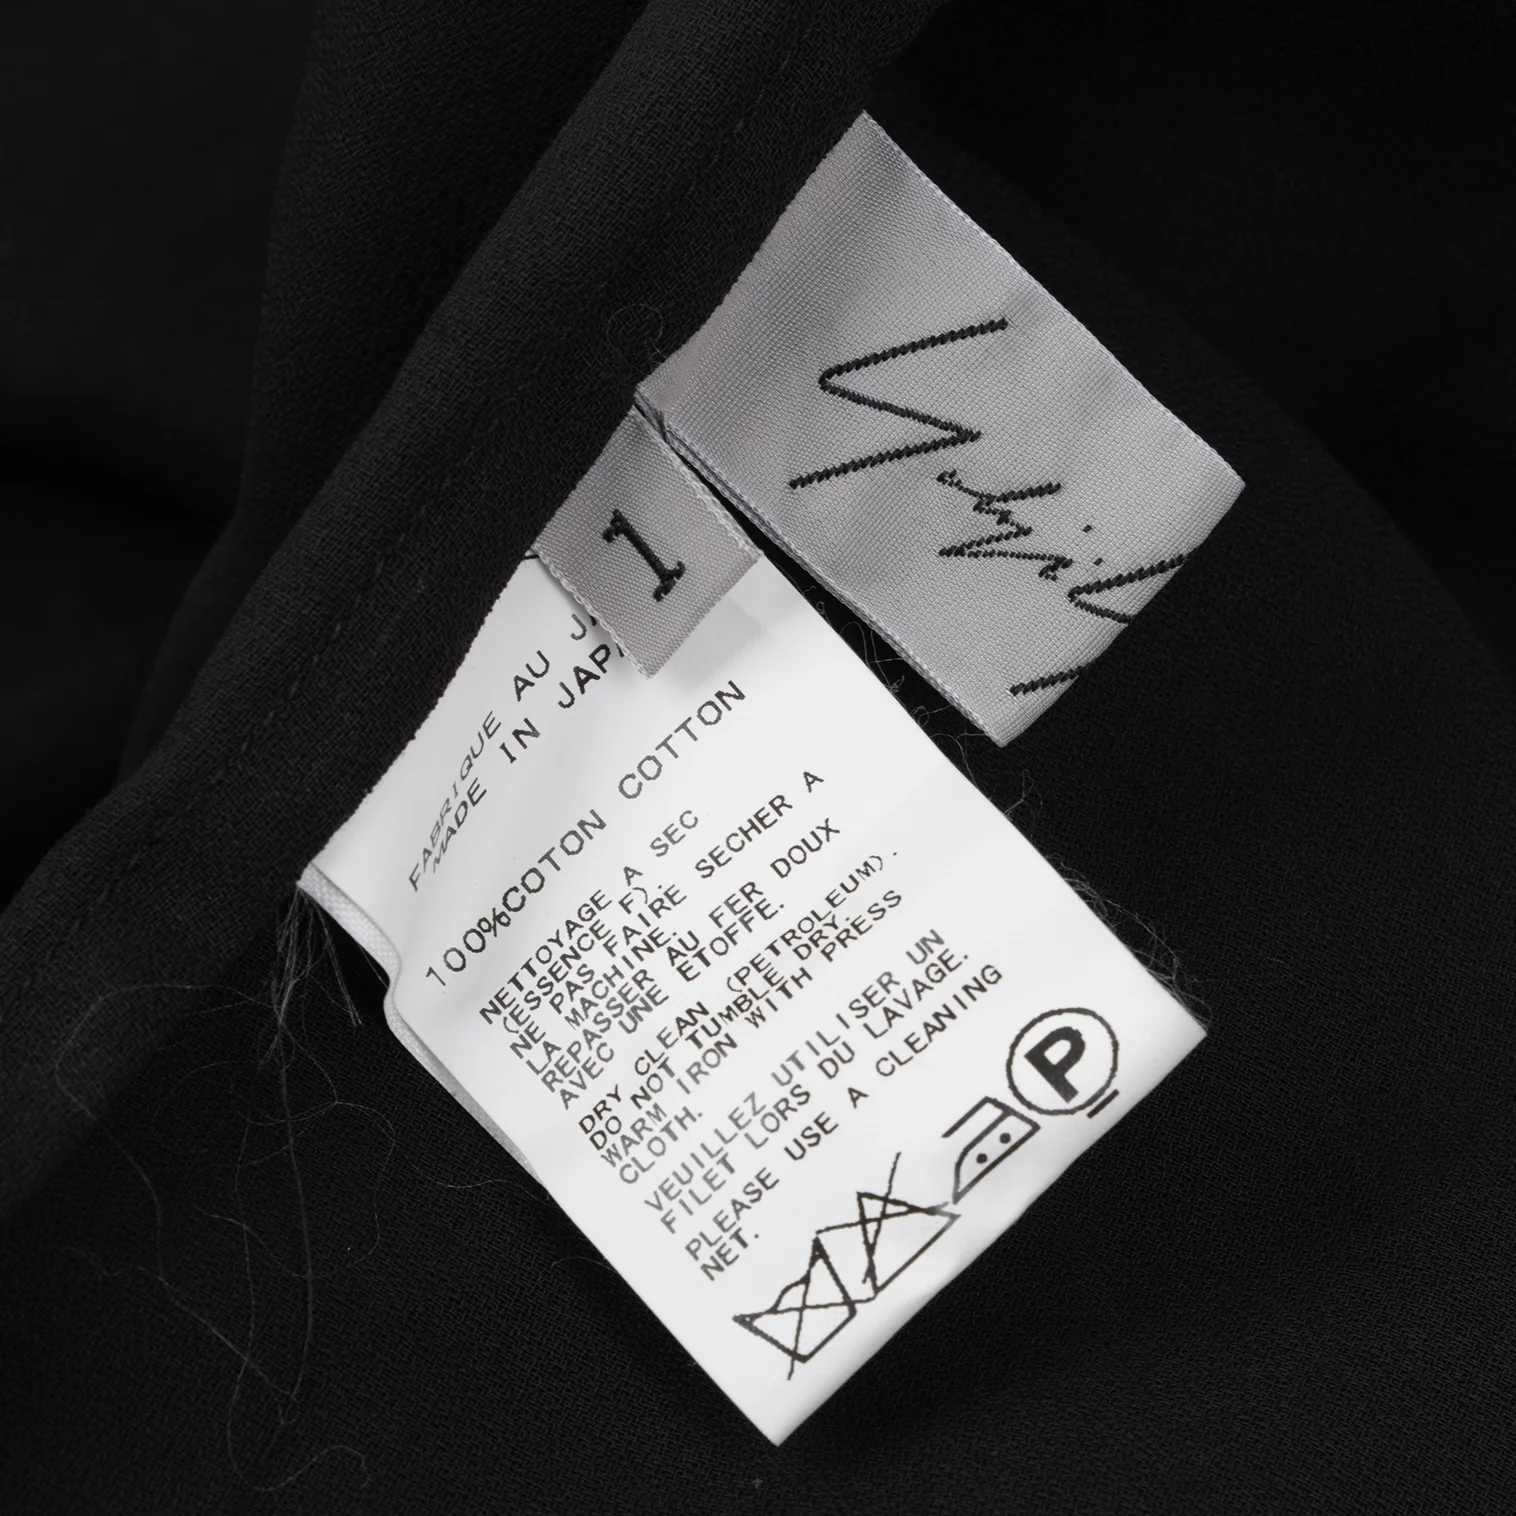 1
FABRIQUE AU
MADE IN
100%COTON COTTON
NETTOYAGE A SEC
(ESSENCE F).
NE PAS FAIRE SECHER A
LA MACHINE.
REPASSER AU FER DOUX
AVEC UNE ETOFFE.
DRY CLEAN (PETROLEUM).
DO NOT TUMBLE DRY.
WARM IRON WITH PRESS
CLOTH.
VEUILLEZ UTILISER UN
FILET LORS DU LAVAGE.
PLEASE USE A CLEANING
NET.
P